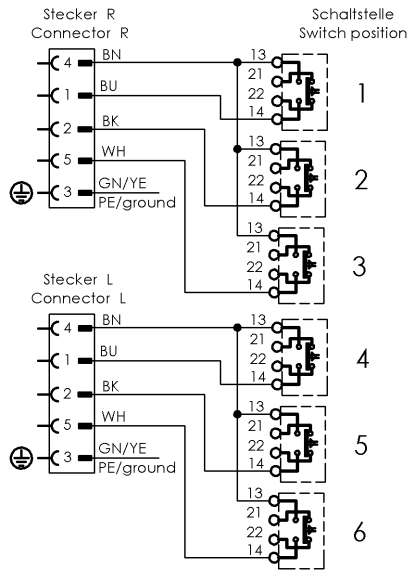 Stecker R
Connector R
Schaltstelle
Switch position
4 BN
1 BU
2 BK
5 WH
3 GN/YE
PE/ground
13
21
22
14
1
13
21
22
14
2
13
21
22
14
3
Stecker L
Connector L
4 BN
1 BU
2 BK
5 WH
3 GN/YE
PE/ground
13
21
22
14
4
13
21
22
14
5
13
21
22
14
6